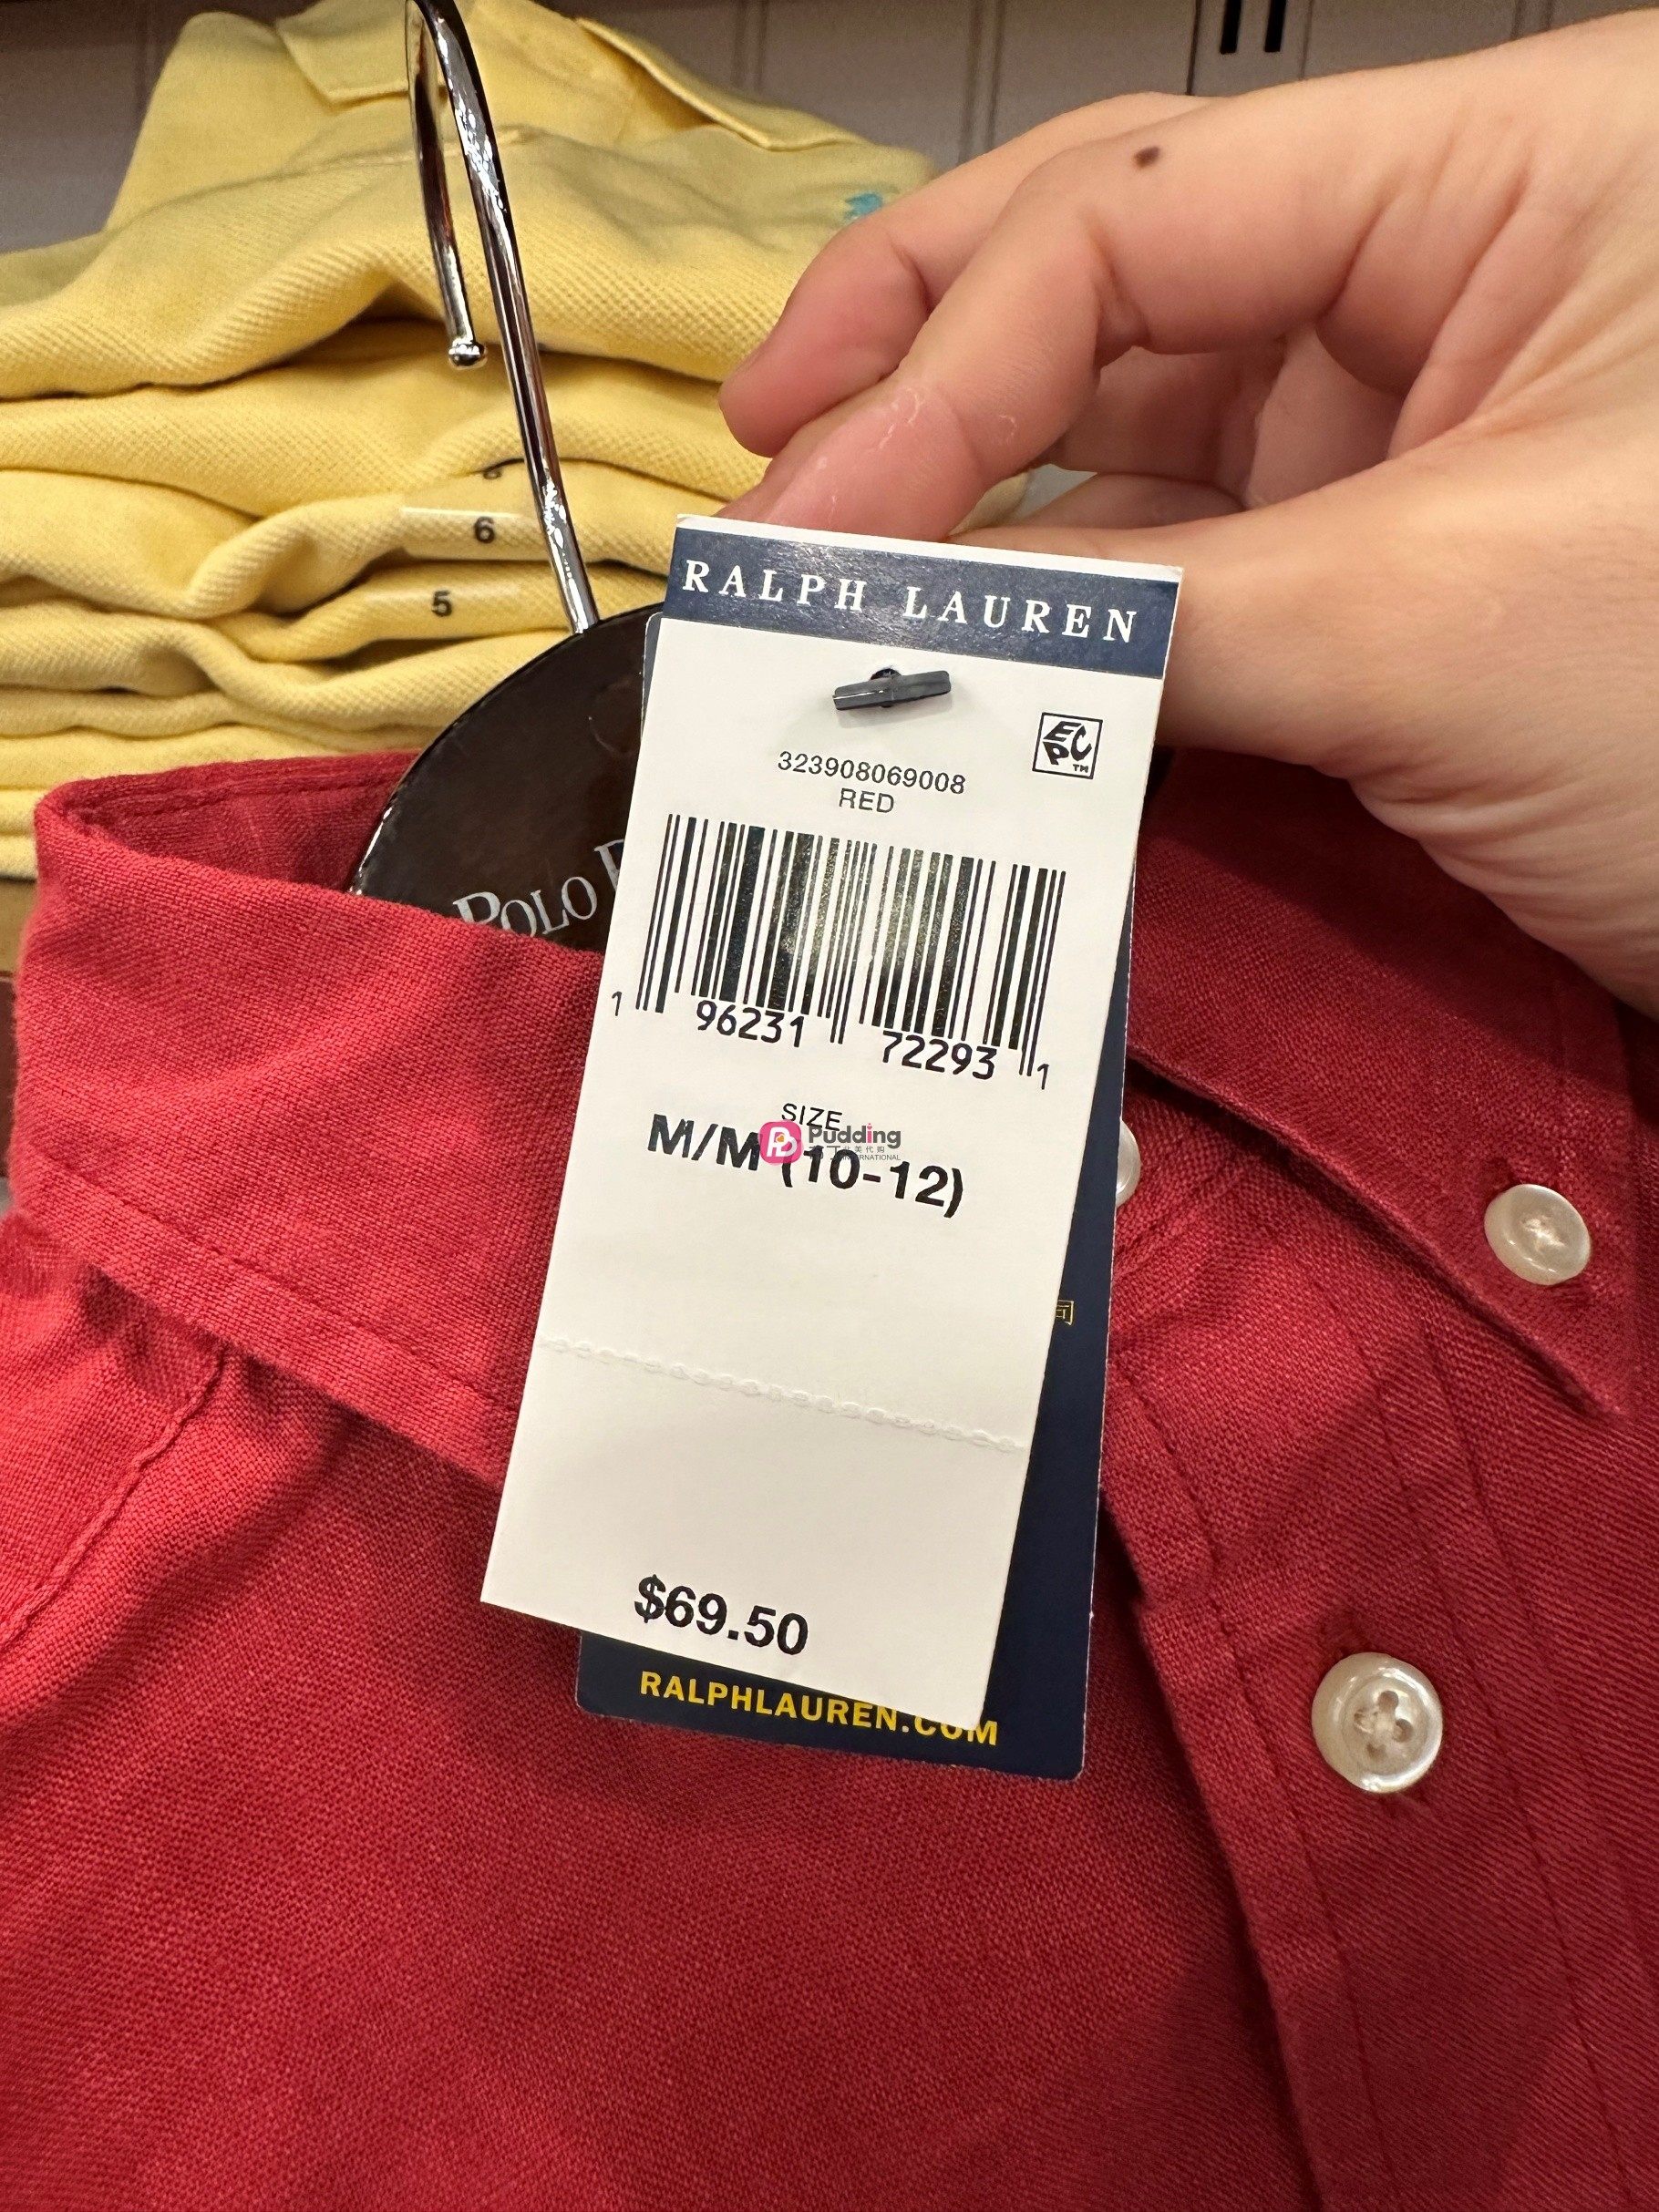 6
5
RALPH LAUREN
EPC™
323908069008
RED
POLO
1 96231 72293 1
SIZE
M/M (10-12)
Pudding
$69.50
RALPHLAUREN.COM